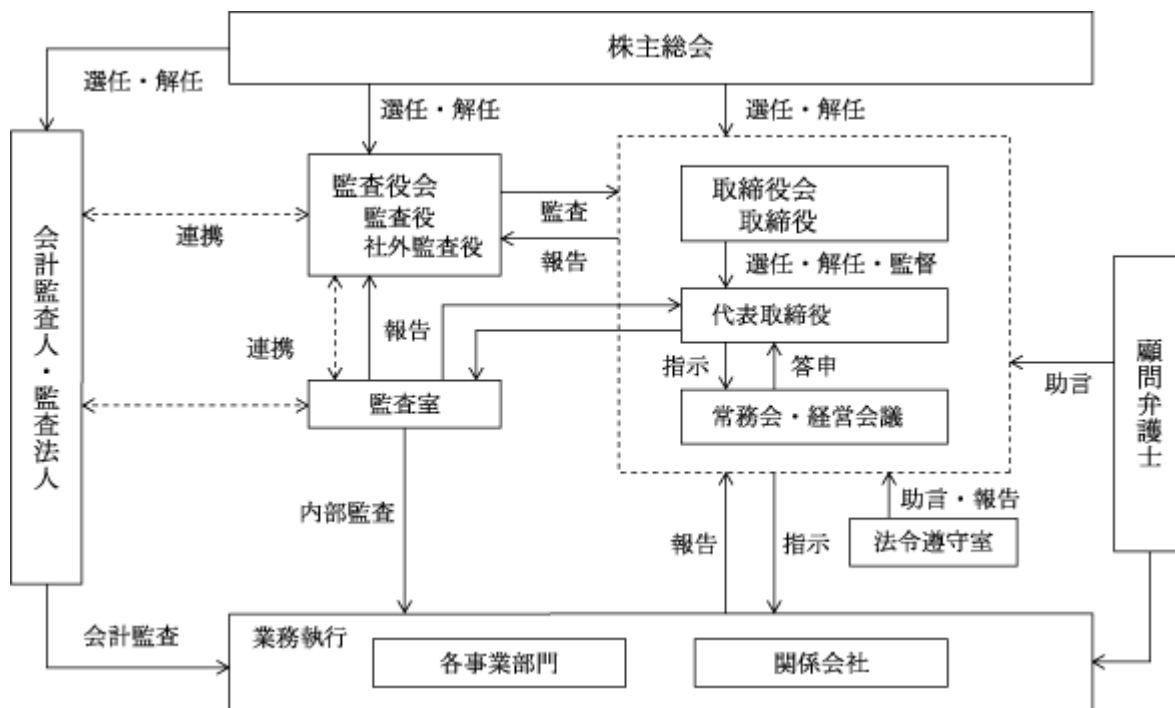 株主総会
選任・解任
選任・解任
選任・解任
監査役会
監査役
社外監査役
監査
報告
取締役会
取締役
選任・解任・監督
代表取締役
指示
答申
常務会・経営会議
連携
連携
報告
監査室
会計監査人・監査法人
顧問弁護士
助言
内部監査
報告
指示
助言・報告
法令遵守室
会計監査
業務執行
各事業部門
関係会社